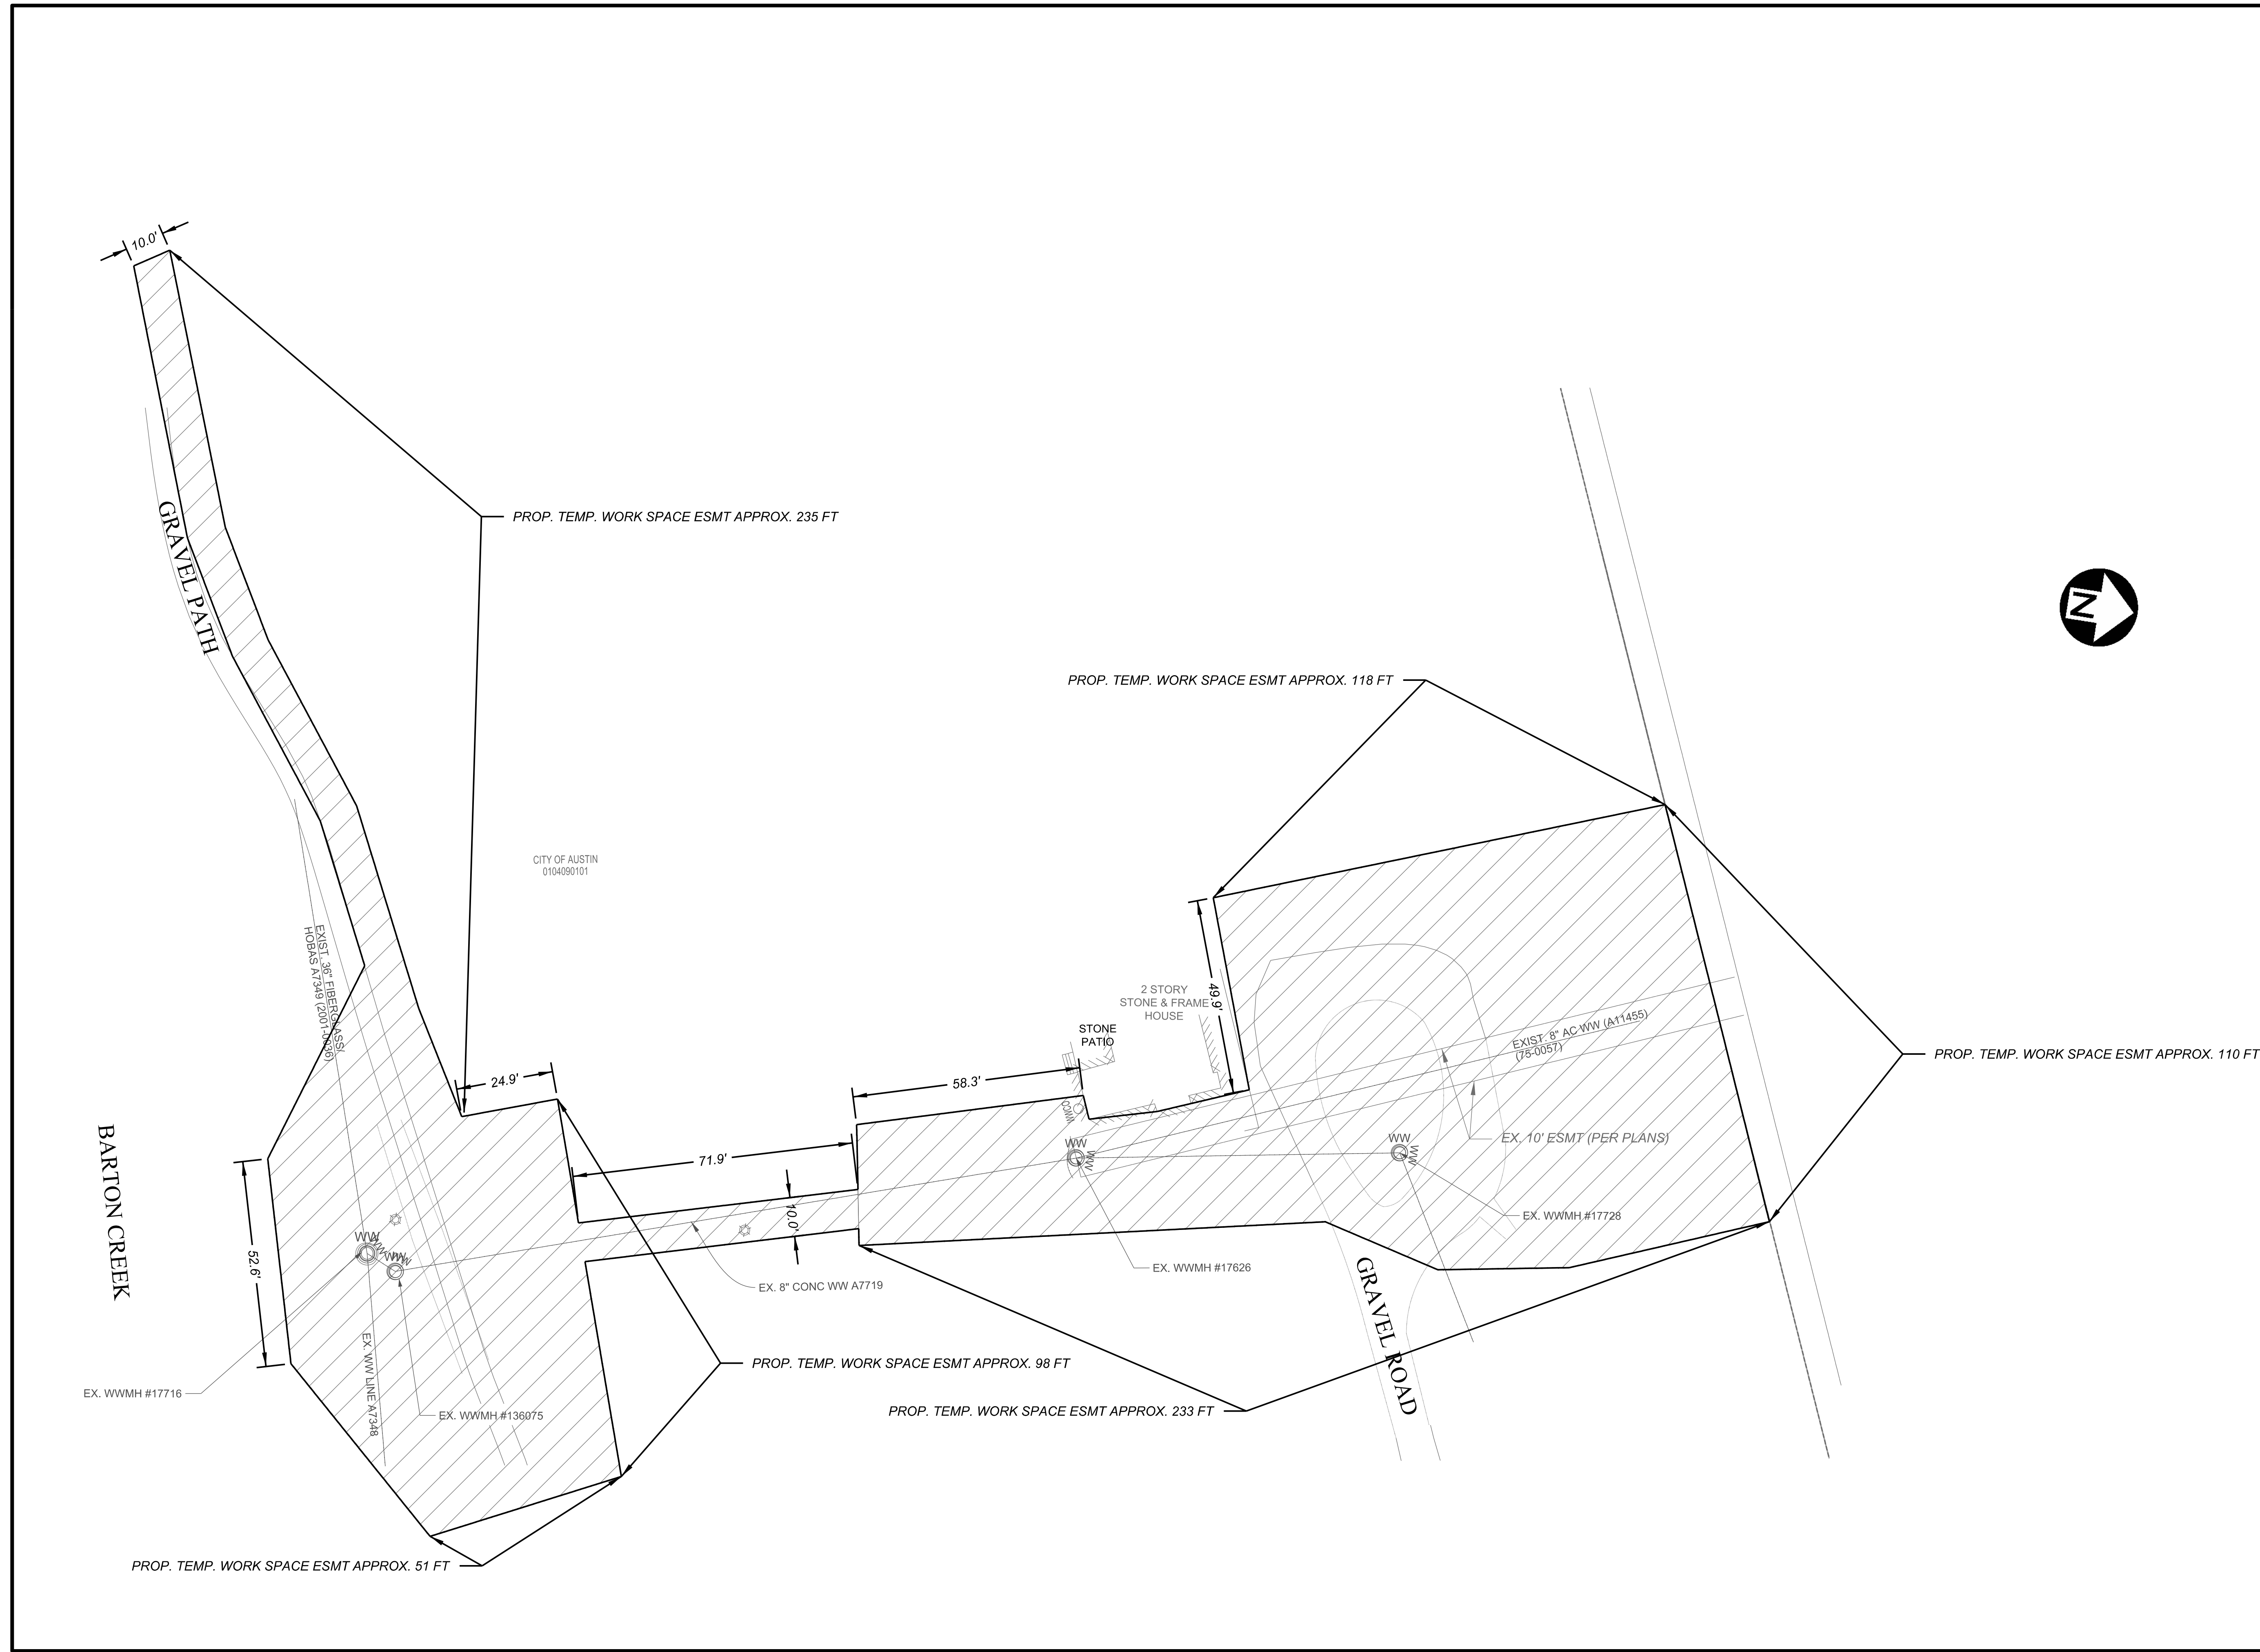 10.0'
GRAVEL PATH
PROP. TEMP. WORK SPACE ESMT APPROX. 235 FT
N
PROP. TEMP. WORK SPACE ESMT APPROX. 118 FT
CITY OF AUSTIN
0104090101
EXIST. 36" FIBERGLASS/
HOBAS A7349 (2001-0036)
49.9'
2 STORY
STONE & FRAME
HOUSE
STONE
PATIO
EXIST. 8" AC WW (A11455)
(75-0057)
PROP. TEMP. WORK SPACE ESMT APPROX. 110 FT
24.9'
58.3'
71.9'
10.0'
WW
WW
WW
WW
EX. 10' ESMT (PER PLANS)
EX. WWMH #17728
BARTON CREEK
52.6'
WW
WW
WW
WW
EX. WWMH #17626
EX. 8" CONC WW A7719
GRAVEL ROAD
EX. WW LINE A7348
PROP. TEMP. WORK SPACE ESMT APPROX. 98 FT
EX. WWMH #17716
EX. WWMH #136075
PROP. TEMP. WORK SPACE ESMT APPROX. 233 FT
PROP. TEMP. WORK SPACE ESMT APPROX. 51 FT